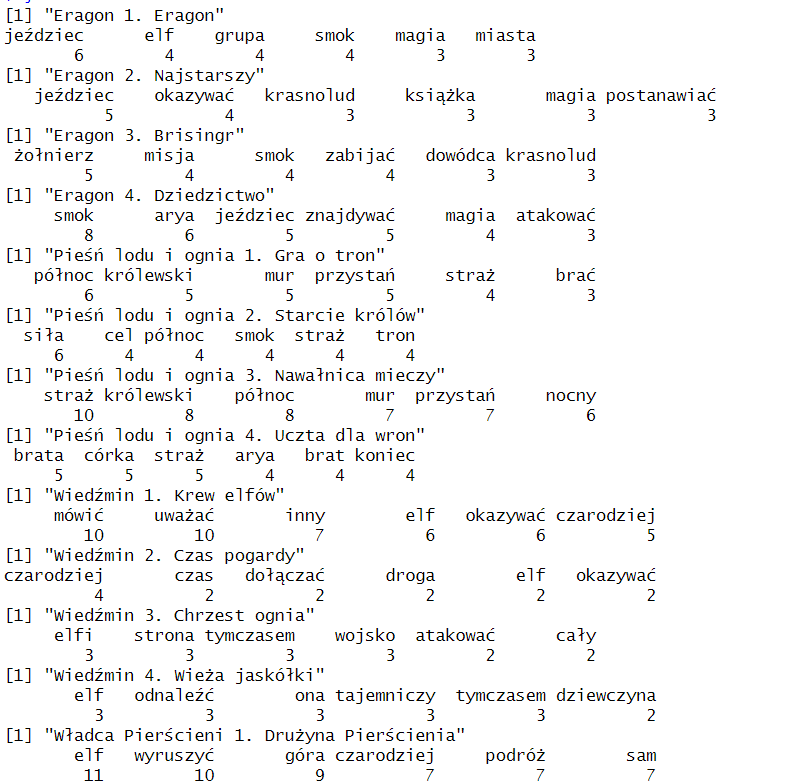 [1] "Eragon 1. Eragon"
jeździec elf grupa smok magia miasta
6 4 4 4 3 3
[1] "Eragon 2. Najstarszy"
jeździec okazywać krasnolud książka magia postanawiać
5 4 3 3 3 3
[1] "Eragon 3. Brisingr"
żołnierz misja smok zabijać dowódca krasnolud
5 4 4 4 3 3
[1] "Eragon 4. Dziedzictwo"
smok arya jeździec znajdywać magia atakować
8 6 5 5 4 3
[1] "Pieśń lodu i ognia 1. Gra o tron"
północ królewski mur przystań straż brać
6 5 5 5 4 3
[1] "Pieśń lodu i ognia 2. Starcie królów"
siła cel północ smok straż tron
6 4 4 4 4 4
[1] "Pieśń lodu i ognia 3. Nawałnica mieczy"
straż królewski północ mur przystań nocny
10 8 8 7 7 6
[1] "Pieśń lodu i ognia 4. Uczta dla wron"
brata córka straż arya brat koniec
5 5 5 4 4 4
[1] "Wiedźmin 1. Krew elfów"
mówić uważać inny elf okazywać czarodziej
10 10 7 6 6 5
[1] "Wiedźmin 2. Czas pogardy"
czarodziej czas dołączać droga elf okazywać
4 2 2 2 2 2
[1] "Wiedźmin 3. Chrzest ognia"
elfi strona tymczasem wojsko atakować cały
3 3 3 3 2 2
[1] "Wiedźmin 4. Wieża jaskółki"
elf odnaleźć ona tajemniczy tymczasem dziewczyna
3 3 3 3 3 2
[1] "Władca Pierścieni 1. Drużyna Pierścienia"
elf wyruszyć góra czarodziej podróż sam
11 10 9 7 7 7